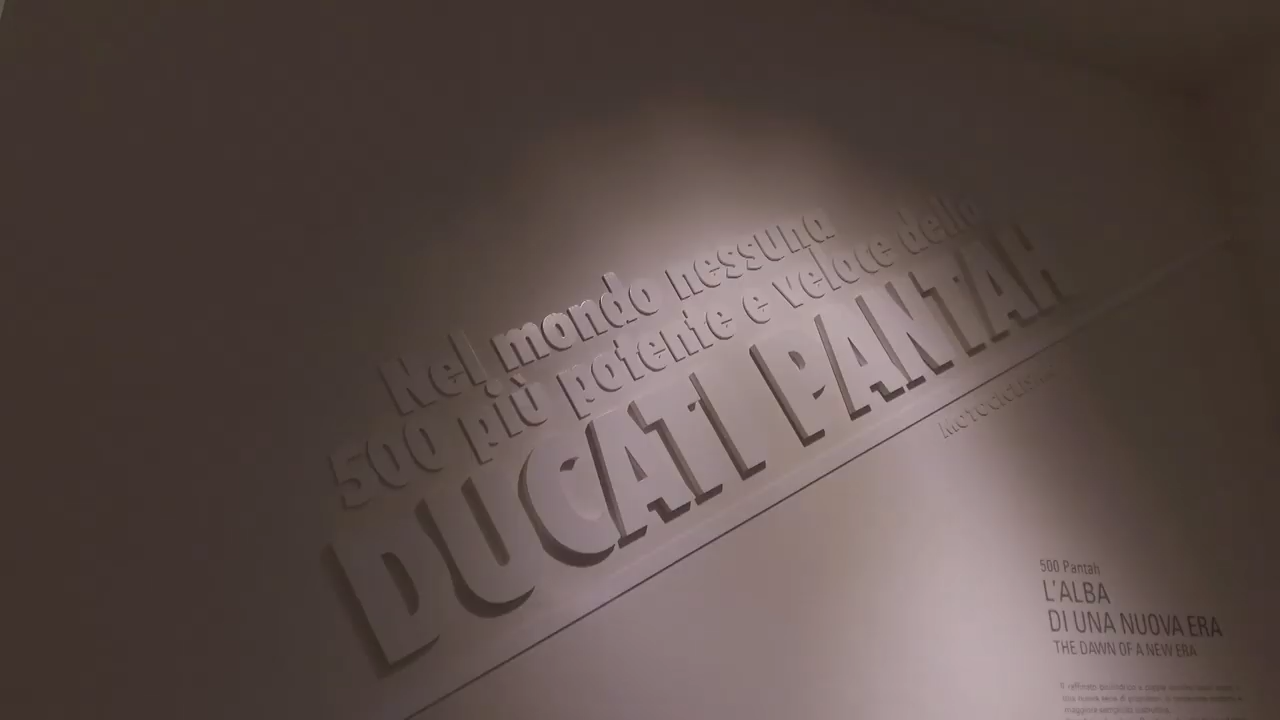 Nel mondo nessuna
500 più potente e veloce della
DUCATI PANTAH
MOTOCICLISMO
500 Pantah
L'ALBA
DI UNA NUOVA ERA
THE DAWN OF A NEW ERA